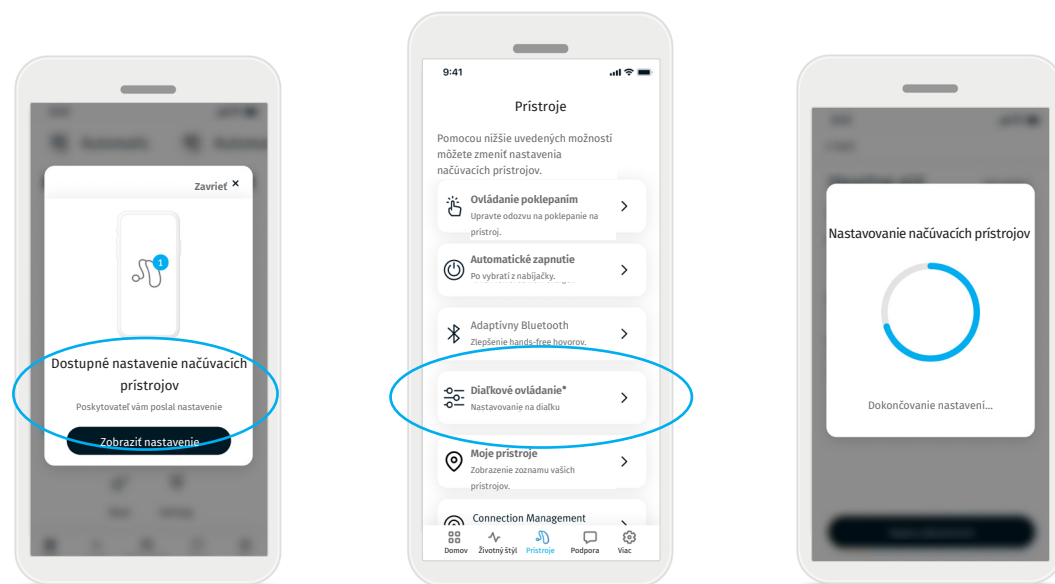 Zavrieť ×
1
Dostupné nastavenie načúvacích
prístrojov
Poskytovateľ vám poslal nastavenie
Zobraziť nastavenie
9:41
Prístroje
Pomocou nižšie uvedených možností
môžete zmeniť nastavenia
načúvacích prístrojov.
Ovládanie poklepaním
Upravte odozvu na poklepanie na
prístroj.
Automatické zapnutie
Po vybratí z nabíjačky.
Adaptívny Bluetooth
Zlepšenie hands-free hovorov.
Diaľkové ovládanie*
Nastavovanie na diaľku
Moje prístroje
Zobrazenie zoznamu vašich
prístrojov.
Connection Management
Domov Životný štýl Prístroje Podpora Viac
Nastavovanie načúvacích prístrojov
Dokončovanie nastavení...